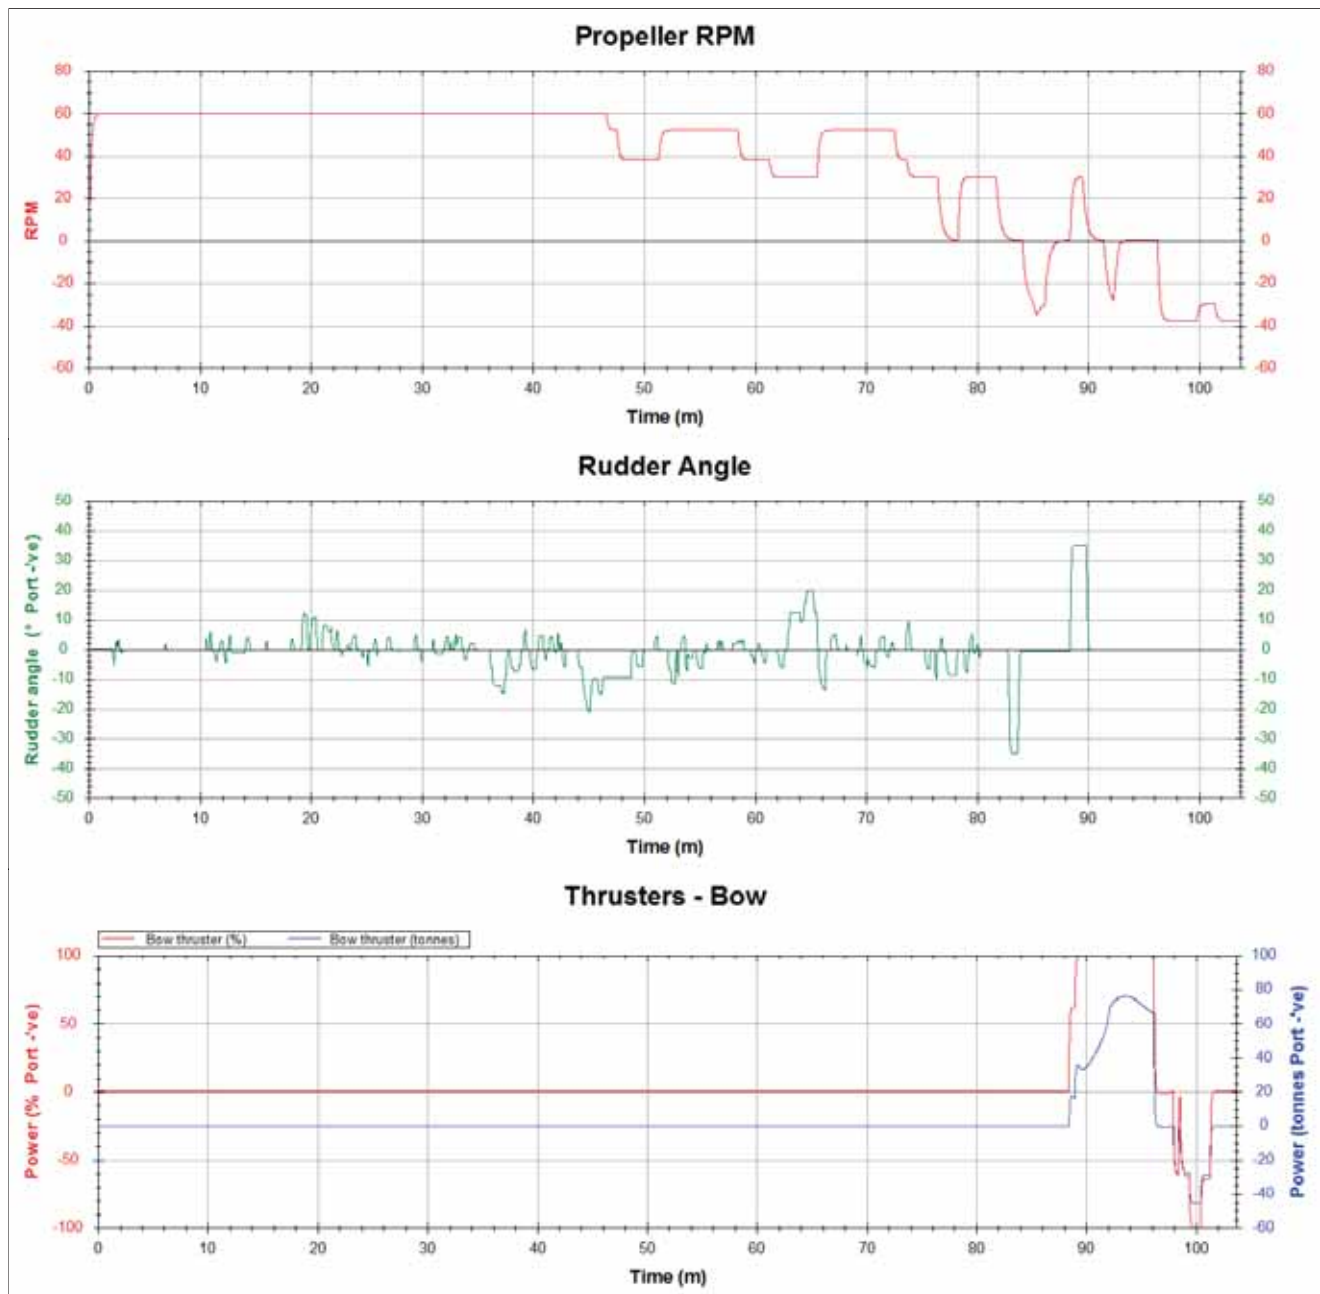 Propeller RPM
80 80
60 60
40 40
20 20
0 0
-20 -20
-40 -40
-60 -60
RPM
0 10 20 30 40 50 60 70 80 90 100
Time (m)
Rudder Angle
50 50
40 40
30 30
20 20
10 10
0 0
-10 -10
-20 -20
-30 -30
-40 -40
-50 -50
Rudder angle (° Port -'ve)
0 10 20 30 40 50 60 70 80 90 100
Time (m)
Thrusters - Bow
Bow thruster (%) Bow thruster (tonnes)
100 100
80
60
50
40
0 20
0
-50 -20
-40
-100 -60
Power (% Port -'ve)
Power (tonnes Port -'ve)
0 10 20 30 40 50 60 70 80 90 100
Time (m)